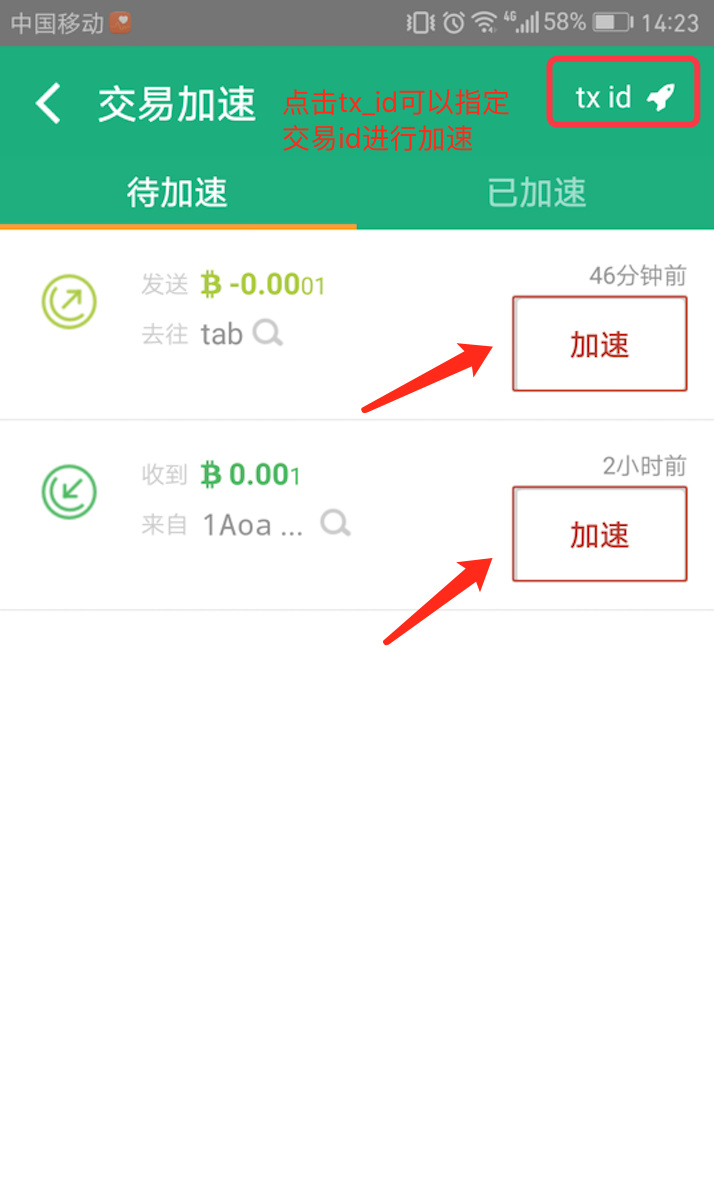 中国移动 4G 58% 14:23
交易加速
点击tx_id可以指定
交易id进行加速
tx id
待加速 已加速
发送 ₿ -0.0001
46分钟前
去往 tab
加速
收到 ₿ 0.001
2小时前
来自 1Aoa ...
加速